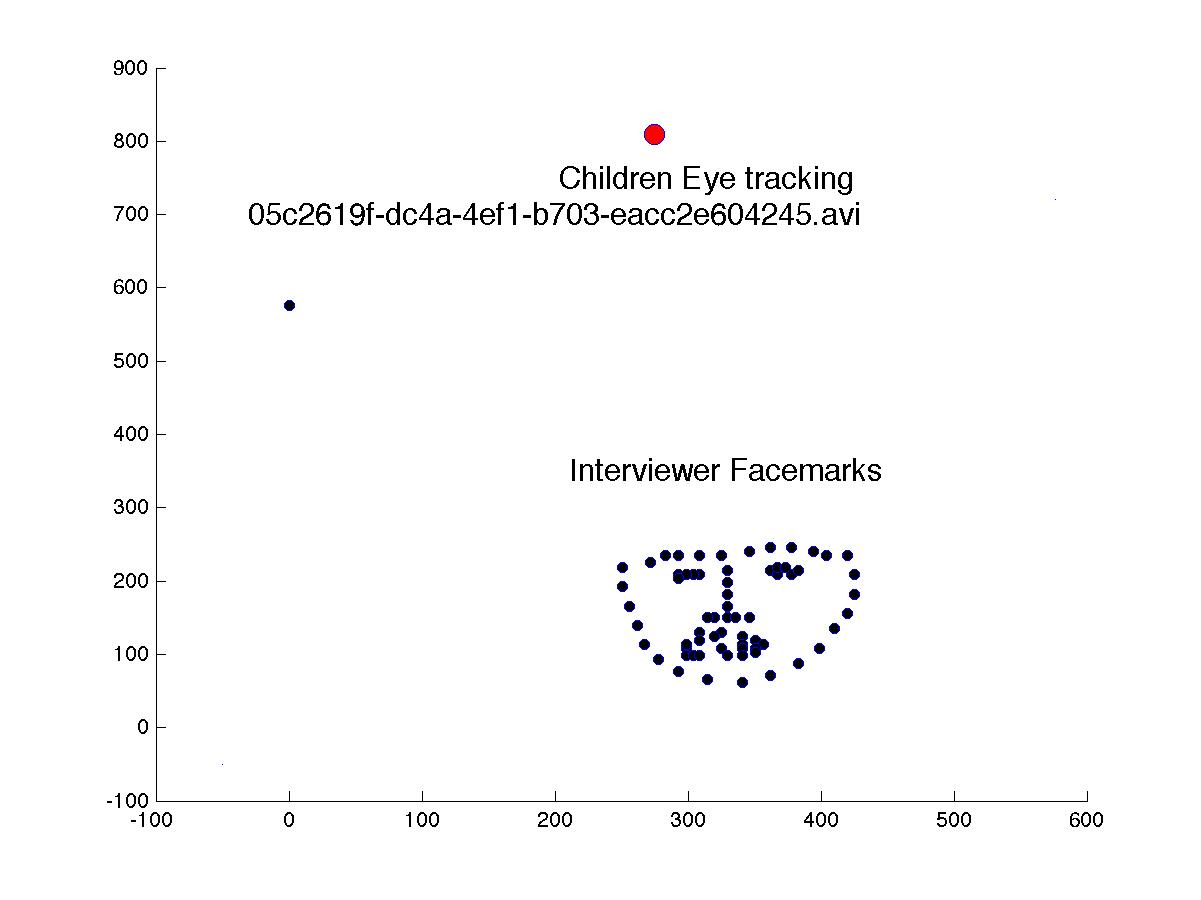 900
800
Children Eye tracking
700
05c2619f-dc4a-4ef1-b703-eacc2e604245.avi
600
500
400
Interviewer Facemarks
300
200
100
0
-100
-100 0 100 200 300 400 500 600